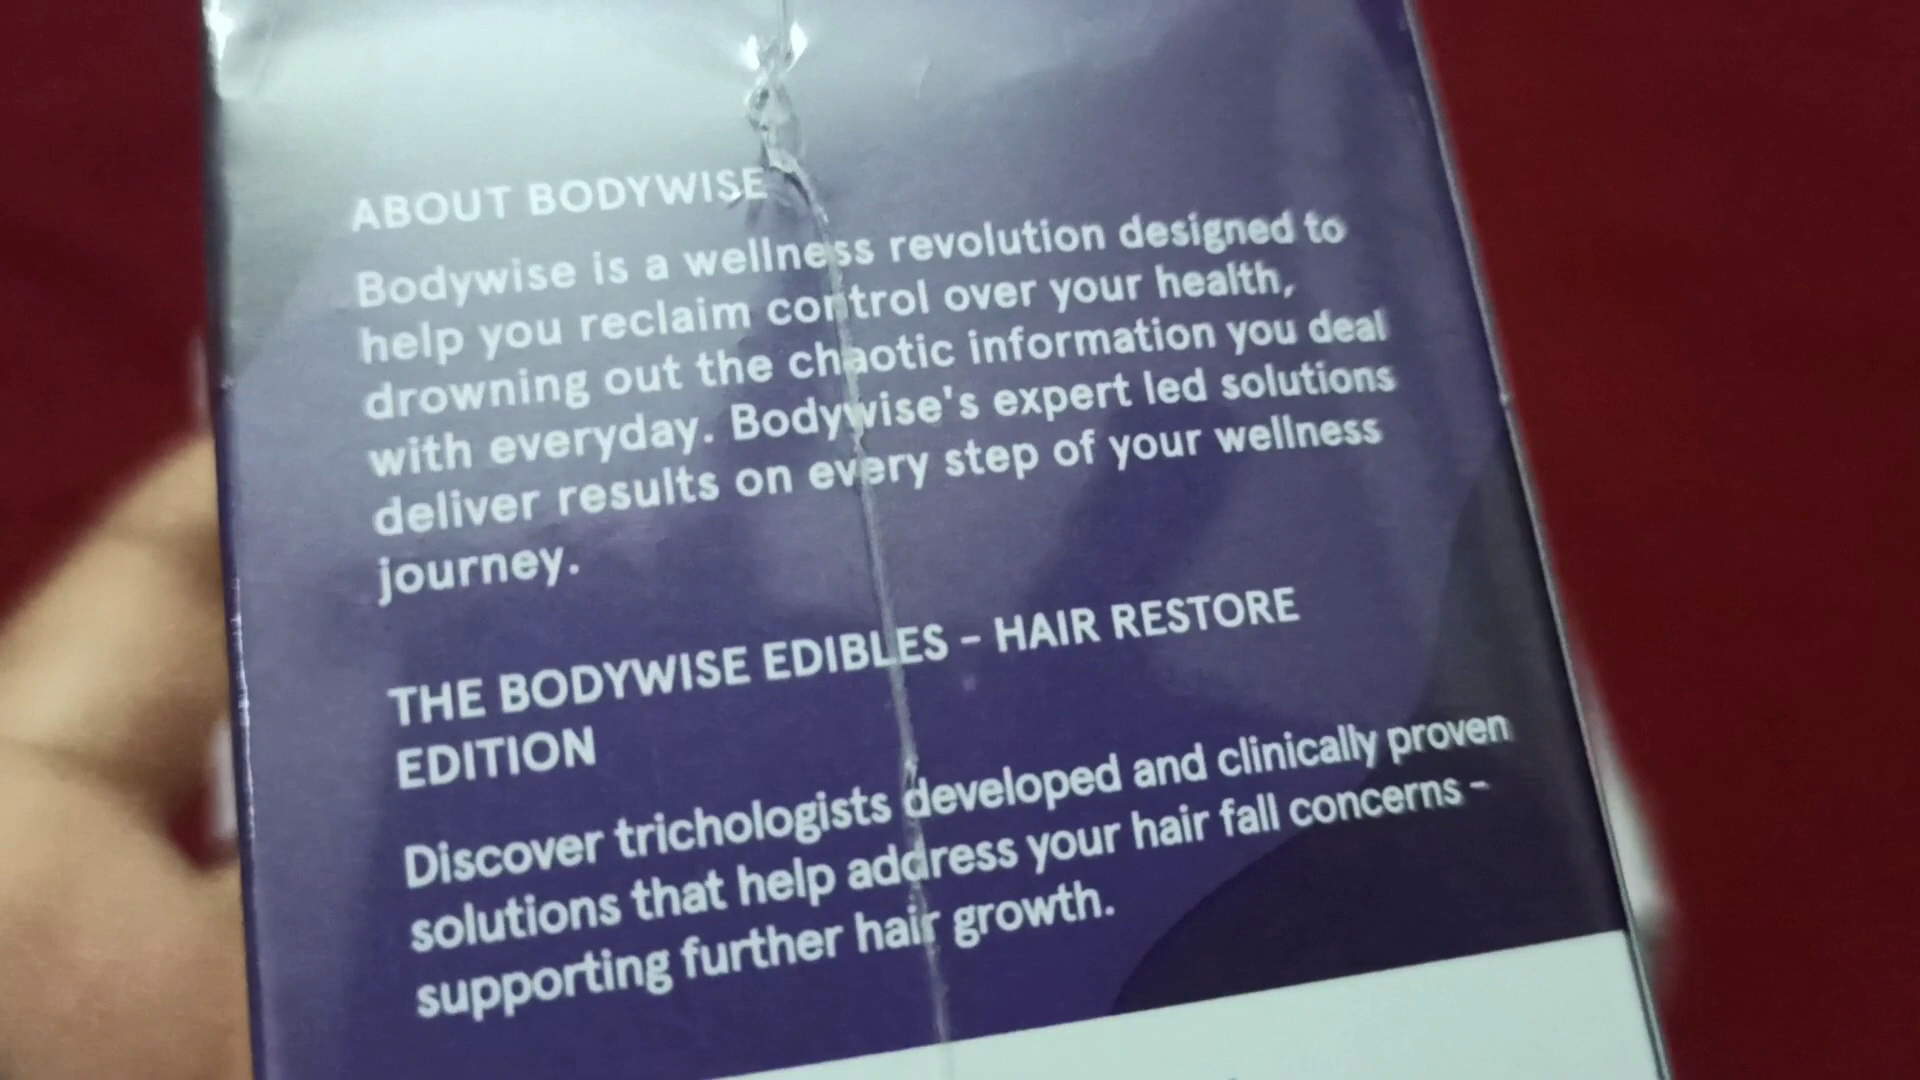 ABOUT BODYWISE
Bodywise is a wellness revolution designed to
help you reclaim control over your health,
drowning out the chaotic information you deal
with everyday. Bodywise's expert led solutions
deliver results on every step of your wellness
journey.
THE BODYWISE EDIBLES - HAIR RESTORE
EDITION
Discover trichologists developed and clinically proven
solutions that help address your hair fall concerns -
supporting further hair growth.